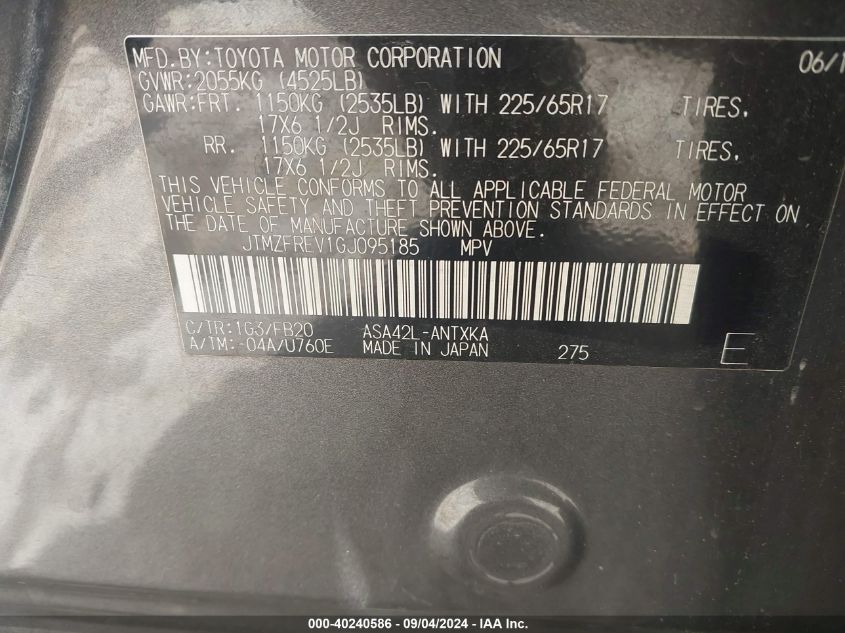 MFD.BY:TOYOTA MOTOR CORPORATION 06/1
GVWR:2055KG (4525LB)
GAWR:FRT. 1150KG (2535LB) WITH 225/65R17 TIRES,
17X6 1/2J RIMS.
RR. 1150KG (2535LB) WITH 225/65R17 TIRES,
17X6 1/2J RIMS.
THIS VEHICLE CONFORMS TO ALL APPLICABLE FEDERAL MOTOR
VEHICLE SAFETY AND THEFT PREVENTION STANDARDS IN EFFECT ON
THE DATE OF MANUFACTURE SHOWN ABOVE.
JTMZFREV1GJ095185 MPV
C/TR:1G3/FB20 ASA42L-ANTXKA
A/TM:-04A/U760E MADE IN JAPAN 275 E
000-40240586 - 09/04/2024 - IAA Inc.